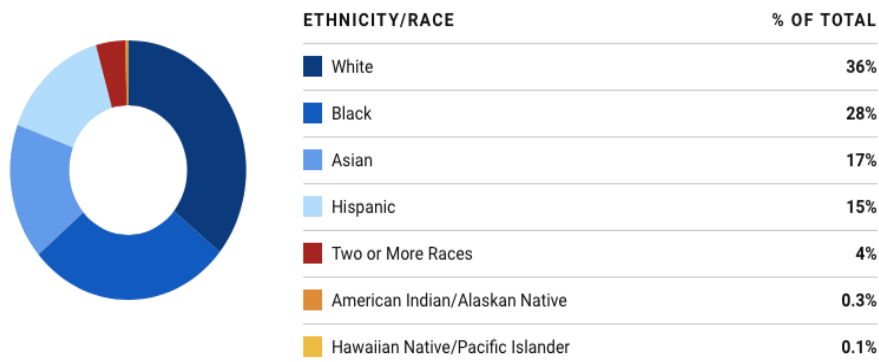 ETHNICITY/RACE % OF TOTAL
White 36%
Black 28%
Asian 17%
Hispanic 15%
Two or More Races 4%
American Indian/Alaskan Native 0.3%
Hawaiian Native/Pacific Islander 0.1%